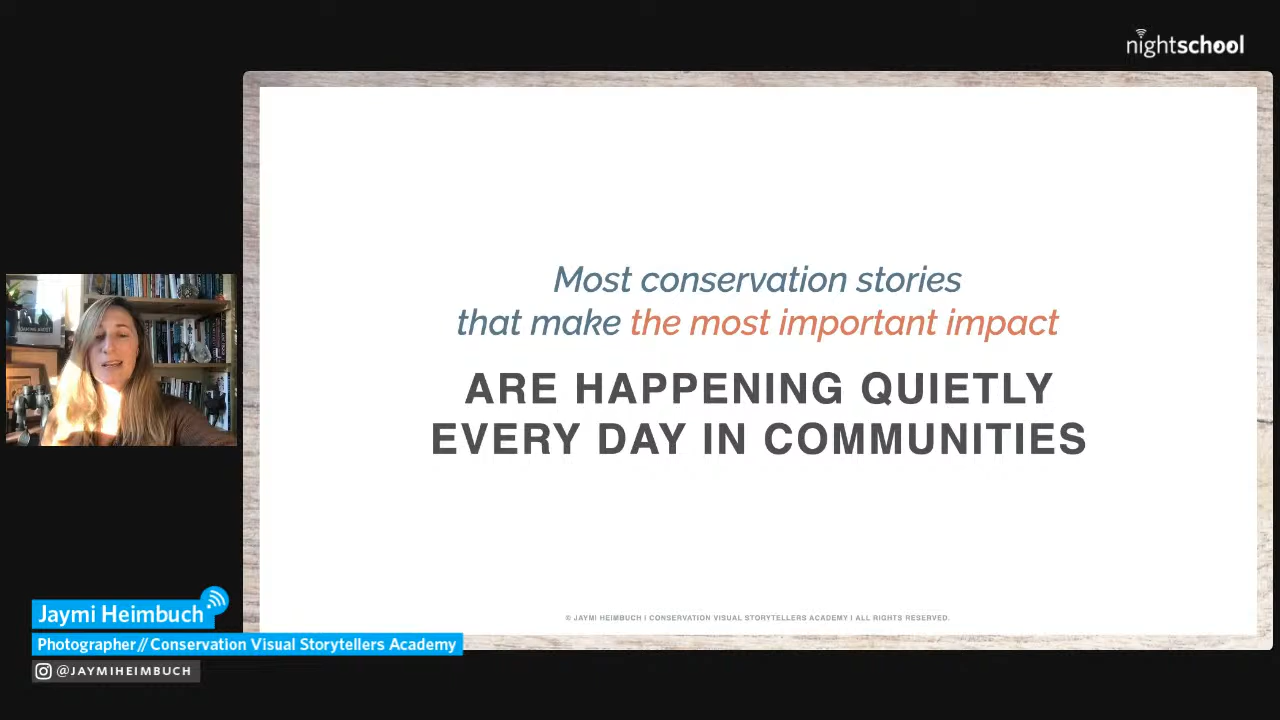 nightschool
Most conservation stories
that make the most important impact
ARE HAPPENING QUIETLY
EVERY DAY IN COMMUNITIES
© JAYMI HEIMBUCH I CONSERVATION VISUAL STORYTELLERS ACADEMY I ALL RIGHTS RESERVED.
Jaymi Heimbuch
Photographer//Conservation Visual Storytellers Academy
@JAYMIHEIMBUCH